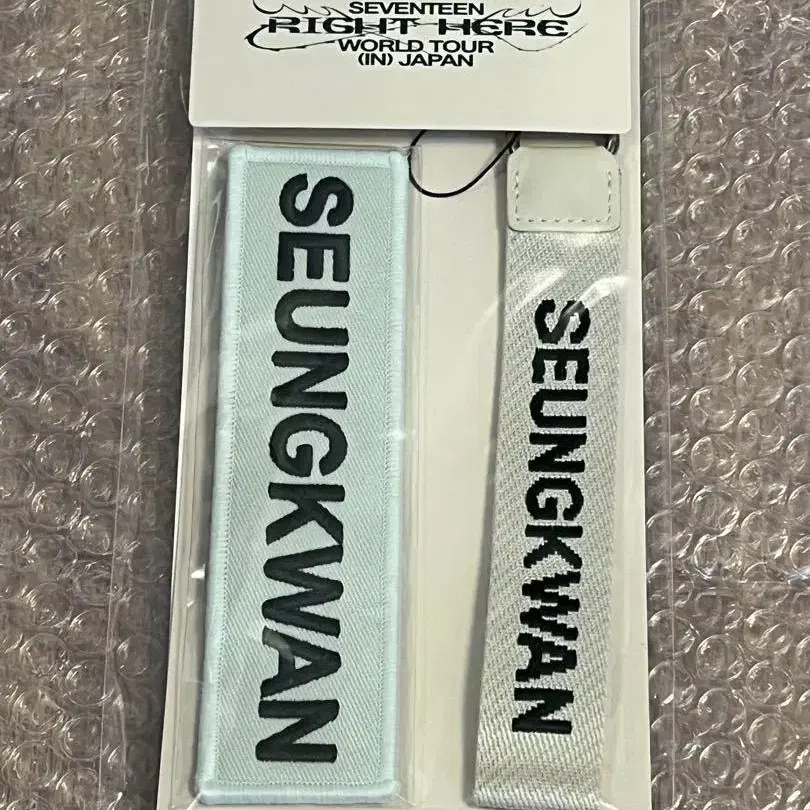 SEVENTEEN
RIGHT HERE
WORLD TOUR
(IN) JAPAN
SEUNGKWAN
SEUNGKWAN